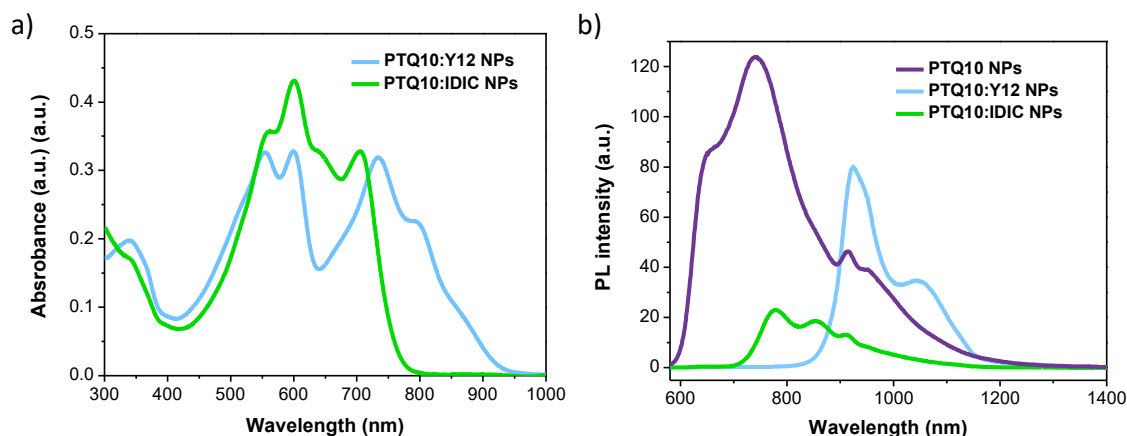 a)
0.5
0.4
0.3
0.2
0.1
0.0
Absrobance (a.u.) (a.u.)
PTQ10:Y12 NPs
PTQ10:IDIC NPs
300 400 500 600 700 800 900 1000
Wavelength (nm)
b)
120
100
80
60
40
20
0
PL intensity (a.u.)
PTQ10 NPs
PTQ10:Y12 NPs
PTQ10:IDIC NPs
600 800 1000 1200 1400
Wavelength (nm)